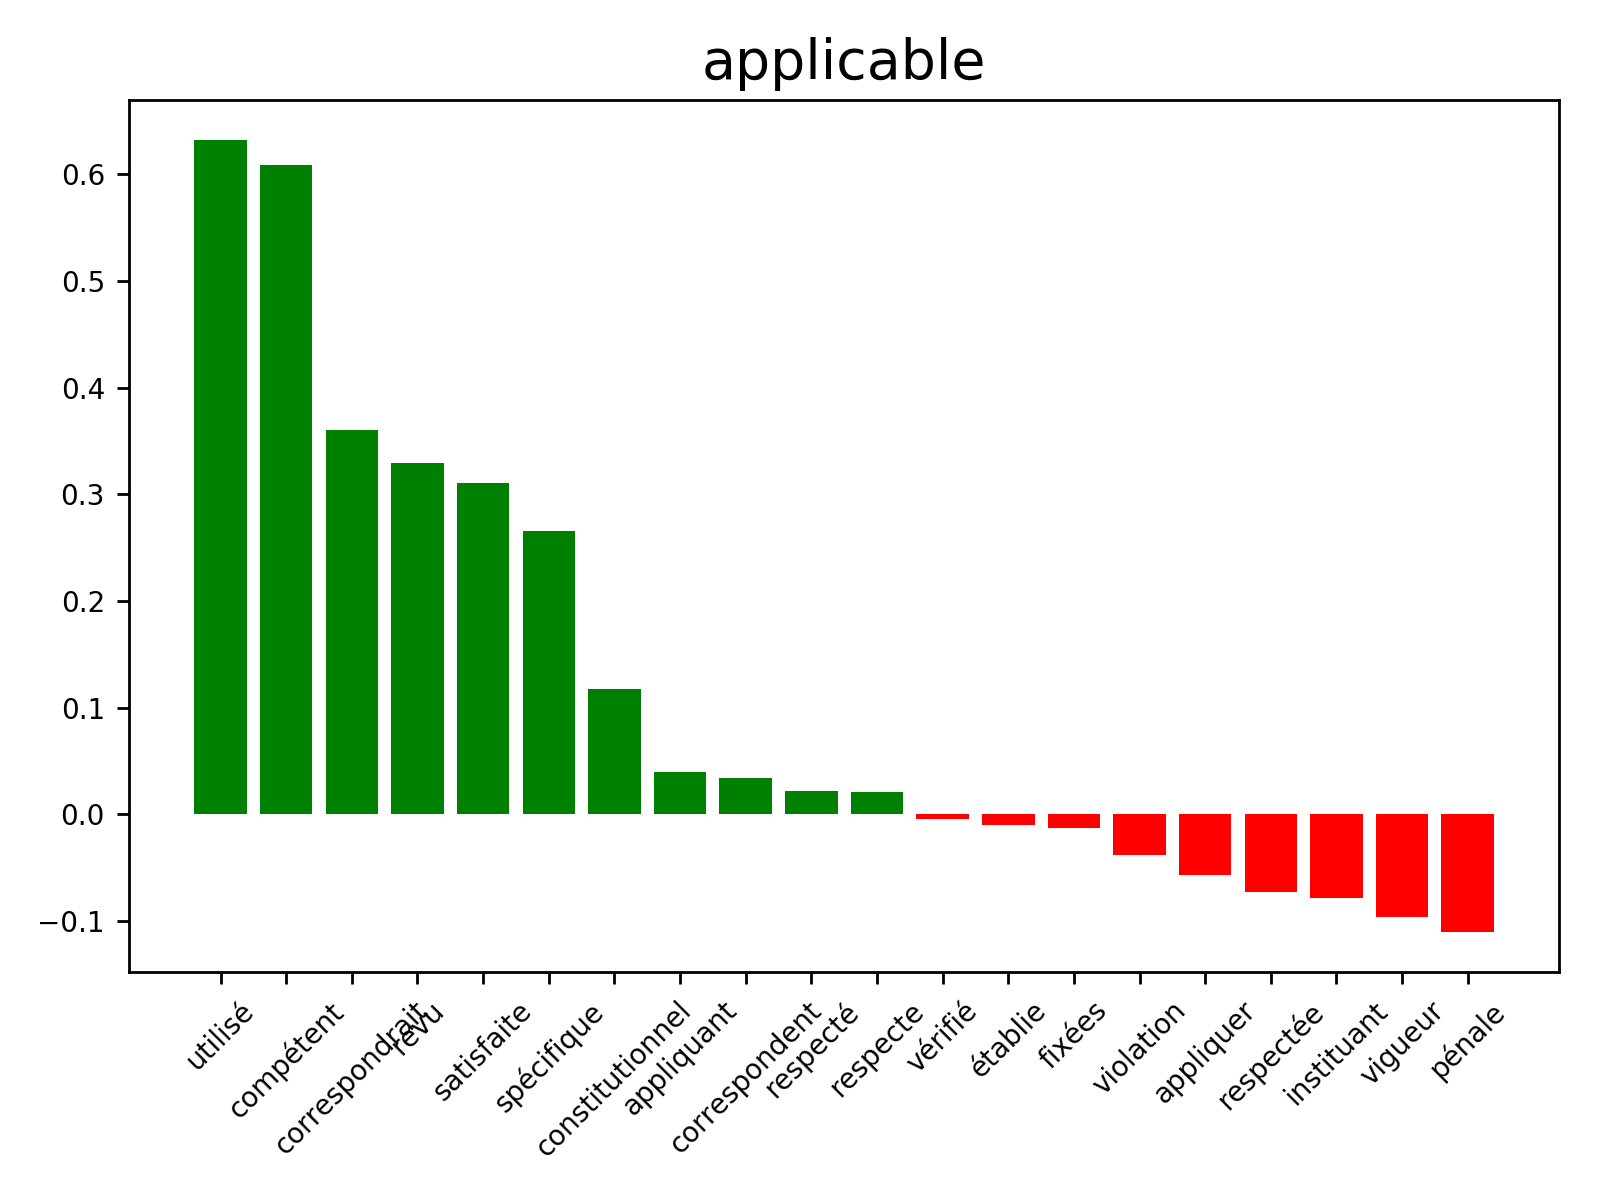 applicable
0.6
0.5
0.4
0.3
0.2
0.1
0.0
−0.1
utilisé
compétent
correspondrait
revu
satisfaite
spécifique
constitutionnel
appliquant
correspondent
respecté
respecte
vérifié
établie
fixées
violation
appliquer
respectée
instituant
vigueur
pénale